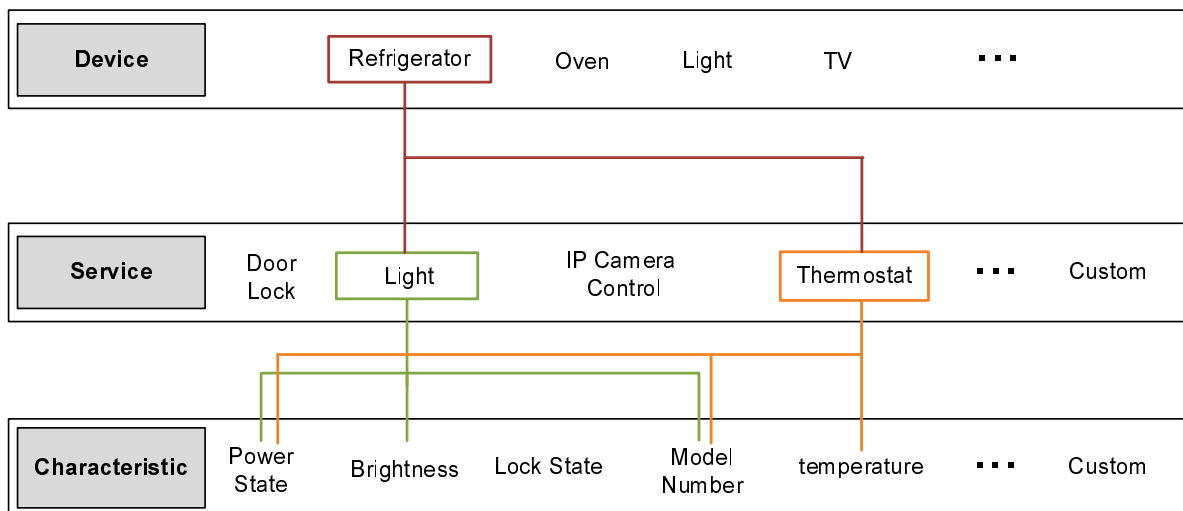 Device
Refrigerator
Oven
Light
TV
...
Service
Door
Lock
Light
IP Camera
Control
Thermostat
...
Custom
Characteristic
Power
State
Brightness
Lock State
Model
Number
temperature
...
Custom